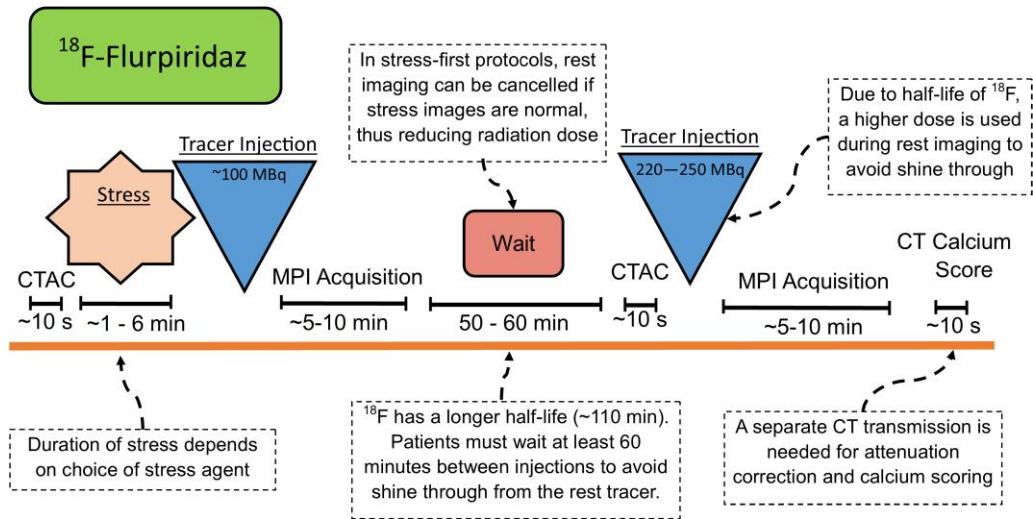 ¹⁸F-Flurpiridaz
In stress-first protocols, rest
imaging can be cancelled if
stress images are normal,
thus reducing radiation dose
Due to half-life of ¹⁸F,
a higher dose is used
during rest imaging to
avoid shine through
Tracer Injection
~100 MBq
Tracer Injection
220—250 MBq
Stress
Wait
CTAC
~10 s
~1 - 6 min
MPI Acquisition
~5-10 min
50 - 60 min
CTAC
~10 s
MPI Acquisition
~5-10 min
CT Calcium
Score
~10 s
Duration of stress depends
on choice of stress agent
¹⁸F has a longer half-life (~110 min).
Patients must wait at least 60
minutes between injections to avoid
shine through from the rest tracer.
A separate CT transmission is
needed for attenuation
correction and calcium scoring